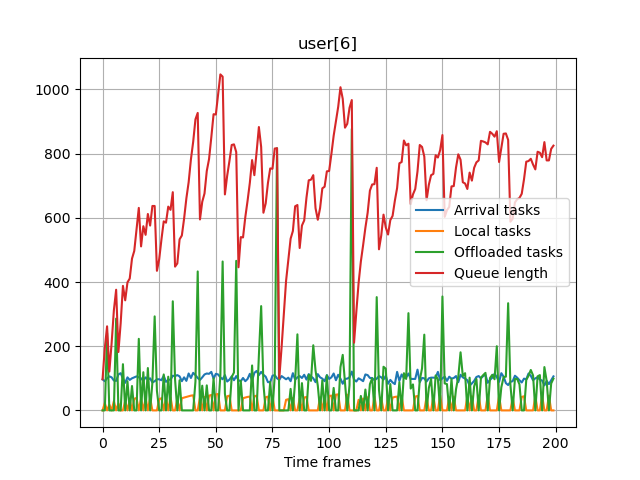 user[6]
1000
800
600
400
200
0
Arrival tasks
Local tasks
Offloaded tasks
Queue length
0 25 50 75 100 125 150 175 200
Time frames